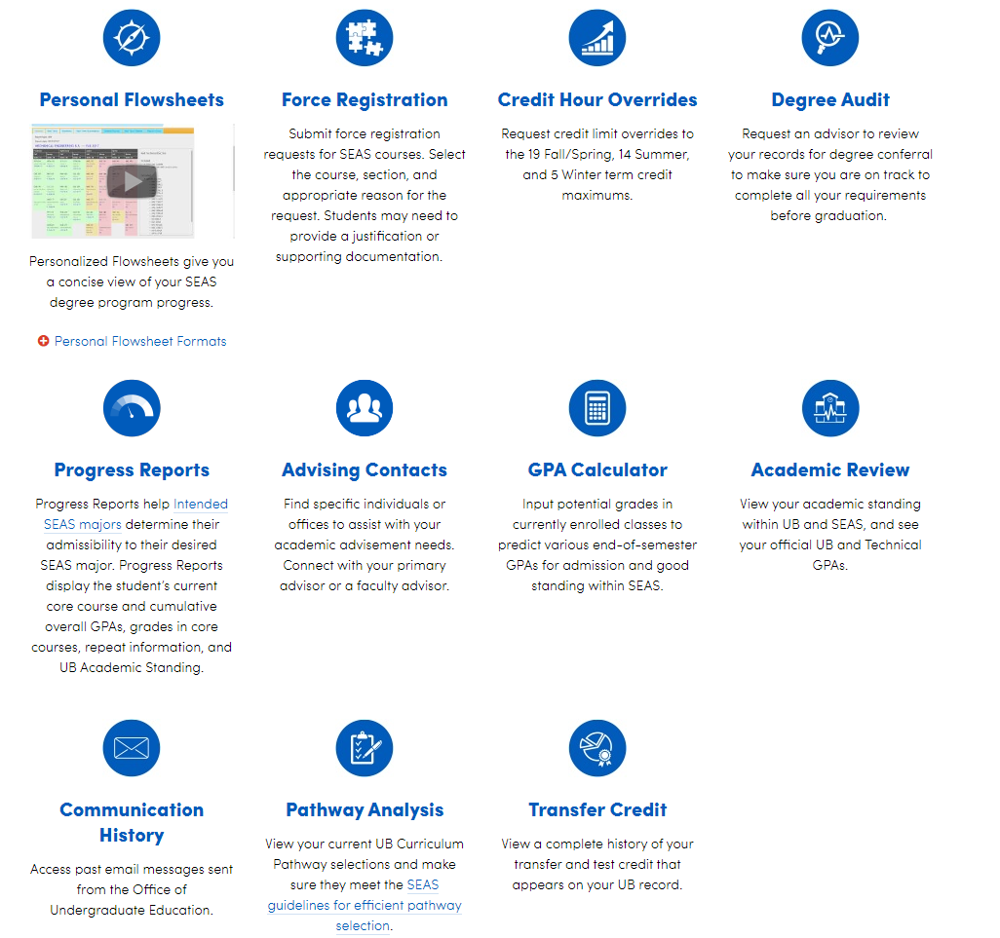 Personal Flowsheets
Personalized Flowsheets give you
a concise view of your SEAS
degree program progress.
Personal Flowsheet Formats
Force Registration
Submit force registration
requests for SEAS courses. Select
the course, section, and
appropriate reason for the
request. Students may need to
provide a justification or
supporting documentation.
Credit Hour Overrides
Request credit limit overrides to
the 19 Fall/Spring, 14 Summer,
and 5 Winter term credit
maximums.
Degree Audit
Request an advisor to review
your records for degree conferral
to make sure you are on track to
complete all your requirements
before graduation.
Progress Reports
Progress Reports help Intended
SEAS majors determine their
admissibility to their desired
SEAS major. Progress Reports
display the student’s current
core course and cumulative
overall GPAs, grades in core
courses, repeat information, and
UB Academic Standing.
Advising Contacts
Find specific individuals or
offices to assist with your
academic advisement needs.
Connect with your primary
advisor or a faculty advisor.
GPA Calculator
Input potential grades in
currently enrolled classes to
predict various end-of-semester
GPAs for admission and good
standing within SEAS.
Academic Review
View your academic standing
within UB and SEAS, and see
your official UB and Technical
GPAs.
Communication
History
Access past email messages sent
from the Office of
Undergraduate Education.
Pathway Analysis
View your current UB Curriculum
Pathway selections and make
sure they meet the SEAS
guidelines for efficient pathway
selection.
Transfer Credit
View a complete history of your
transfer and test credit that
appears on your UB record.